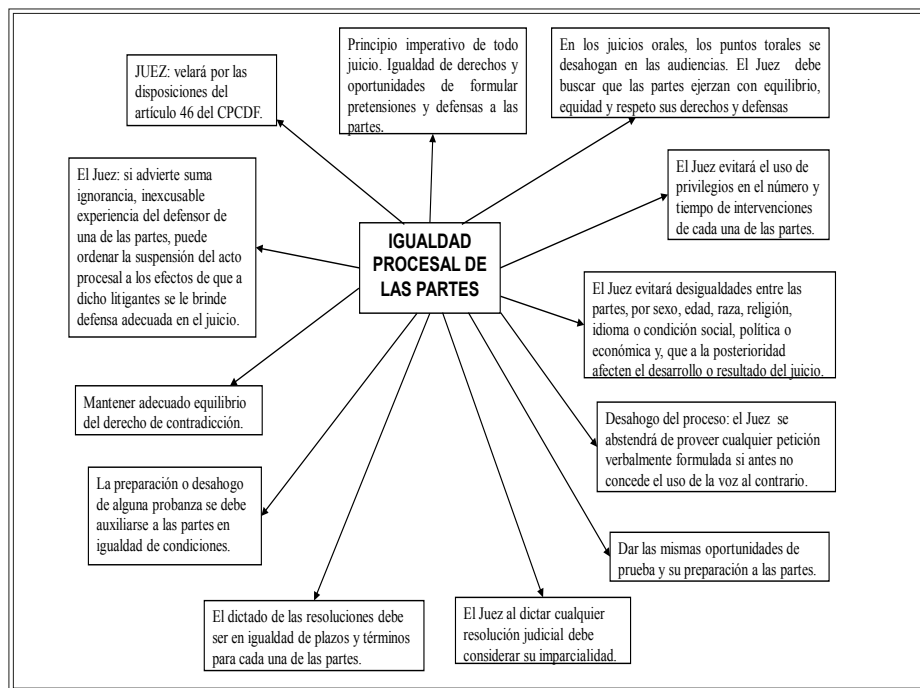 JUEZ: velará por las
disposiciones del
artículo 46 del CPCDF.
Principio imperativo de todo
juicio. Igualdad de derechos y
oportunidades de formular
pretensiones y defensas a las
partes.
En los juicios orales, los puntos torales se
desahogan en las audiencias. El Juez debe
buscar que las partes ejerzan con equilibrio,
equidad y respeto sus derechos y defensas
El Juez: si advierte suma
ignorancia, inexcusable
experiencia del defensor de
una de las partes, puede
ordenar la suspensión del acto
procesal a los efectos de que a
dicho litigantes se le brinde
defensa adecuada en el juicio.
IGUALDAD
PROCESAL DE
LAS PARTES
El Juez evitará el uso de
privilegios en el número y
tiempo de intervenciones
de cada una de las partes.
El Juez evitará desigualdades entre las
partes, por sexo, edad, raza, religión,
idioma o condición social, política o
económica y, que a la posterioridad
afecten el desarrollo o resultado del juicio.
Mantener adecuado equilibrio
del derecho de contradicción.
Desahogo del proceso: el Juez se
abstendrá de proveer cualquier petición
verbalmente formulada si antes no
concede el uso de la voz al contrario.
La preparación o desahogo
de alguna probanza se debe
auxiliarse a las partes en
igualdad de condiciones.
Dar las mismas oportunidades de
prueba y su preparación a las partes.
El dictado de las resoluciones debe
ser en igualdad de plazos y términos
para cada una de las partes.
El Juez al dictar cualquier
resolución judicial debe
considerar su imparcialidad.